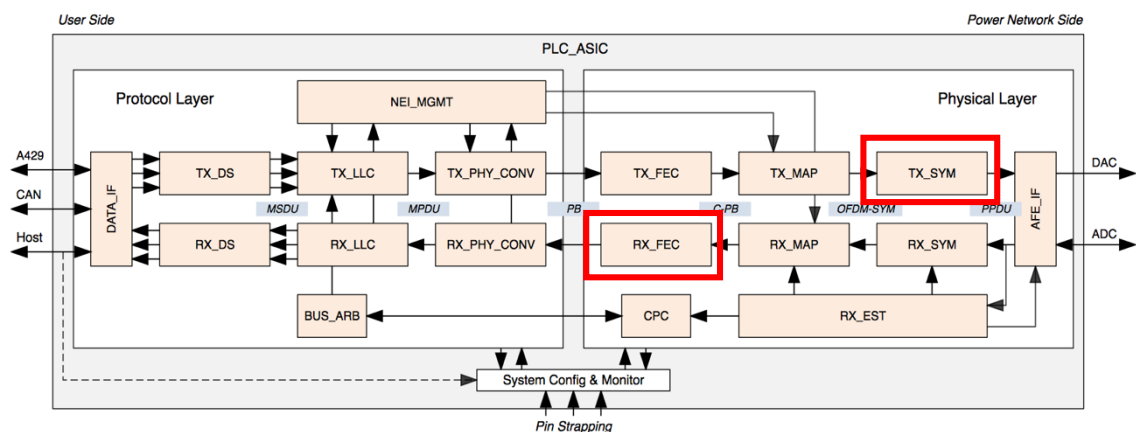 User Side
Power Network Side
PLC_ASIC
Protocol Layer
NEI_MGMT
Physical Layer
A429
CAN
Host
DATA_IF
TX_DS
TX_LLC
TX_PHY_CONV
TX_FEC
TX_MAP
TX_SYM
AFE_IF
DAC
ADC
MSDU
MPDU
PB
C-PB
OFDM-SYM
PPDU
RX_DS
RX_LLC
RX_PHY_CONV
RX_FEC
RX_MAP
RX_SYM
BUS_ARB
CPC
RX_EST
System Config & Monitor
Pin Strapping